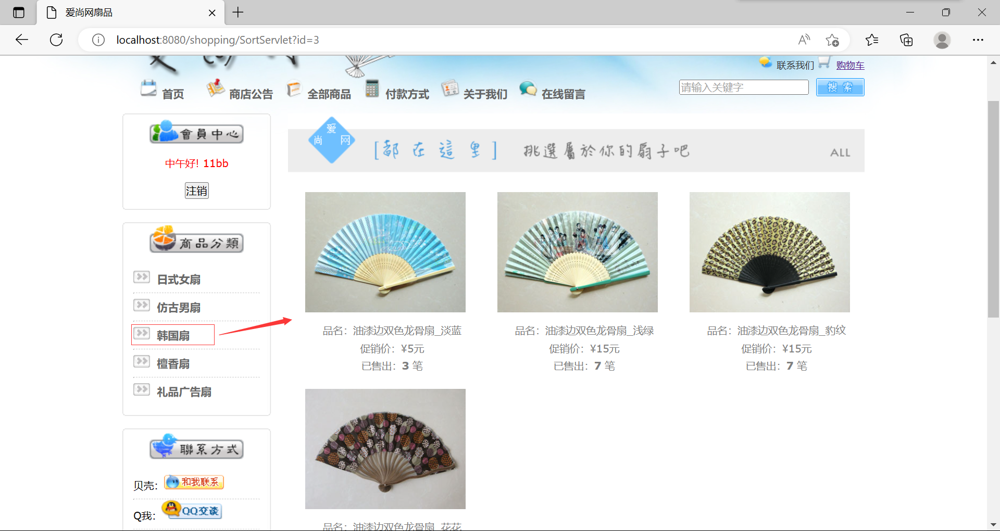 爱尚网扇品
localhost:8080/shopping/SortServlet?id=3
联系我们 购物车
首页 商店公告 全部商品 付款方式 关于我们 在线留言
请输入关键字 搜 索
會員中心
中午好! 11bb
注销
爱
尚 网
[都在這里] 挑選屬於你的扇子吧 ALL
商品分類
日式女扇
仿古男扇
韩国扇
檀香扇
礼品广告扇
品名：油漆边双色龙骨扇_淡蓝
促销价：¥5元
已售出：3 笔
品名：油漆边双色龙骨扇_浅绿
促销价：¥15元
已售出：7 笔
品名：油漆边双色龙骨扇_豹纹
促销价：¥15元
已售出：7 笔
聯系方式
贝壳： 和我联系
Q我： QQ交谈
品名：油漆边双色龙骨扇_花花